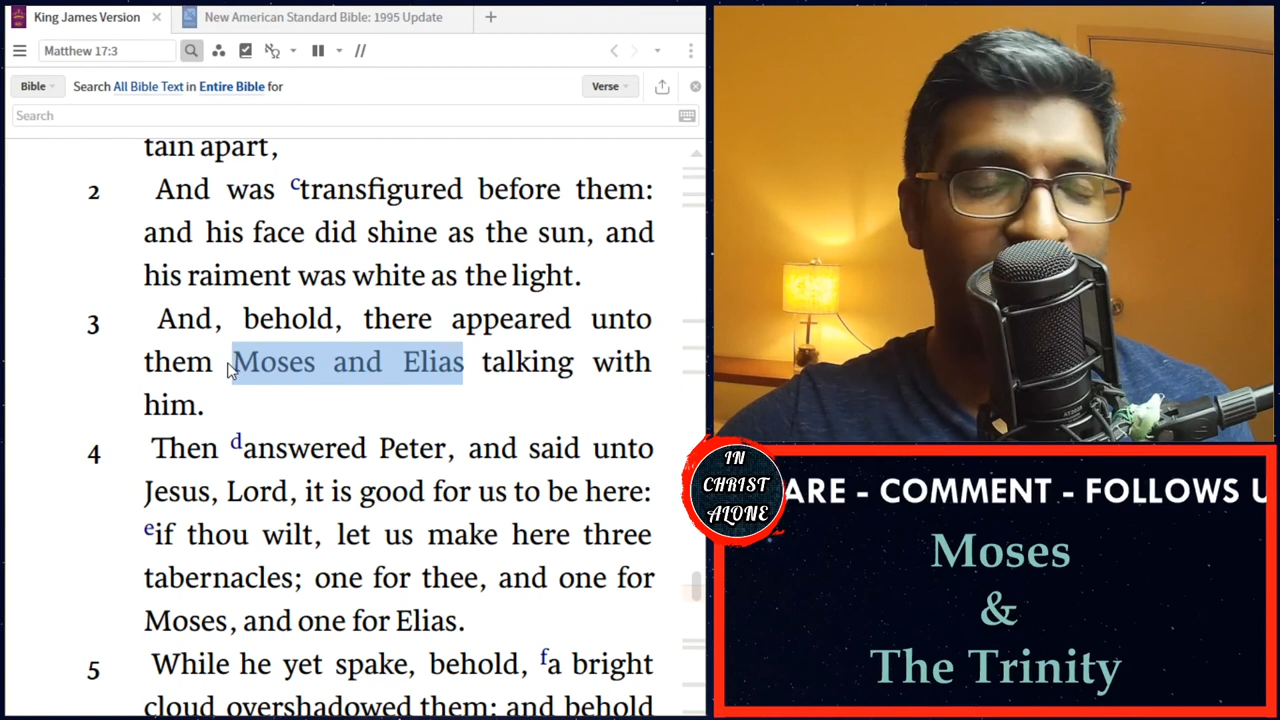 King James Version
New American Standard Bible: 1995 Update
Matthew 17:3
Bible Search All Bible Text in Entire Bible for Verse
Search
tain apart,
2 And was ctransfigured before them:
and his face did shine as the sun, and
his raiment was white as the light.
3 And, behold, there appeared unto
them Moses and Elias talking with
him.
4 Then danswered Peter, and said unto
Jesus, Lord, it is good for us to be here:
eif thou wilt, let us make here three
tabernacles; one for thee, and one for
Moses, and one for Elias.
5 While he yet spake, behold, fa bright
cloud overshadowed them: and behold
IN
CHRIST
ALONE
ARE - COMMENT - FOLLOWS U
Moses
&
The Trinity